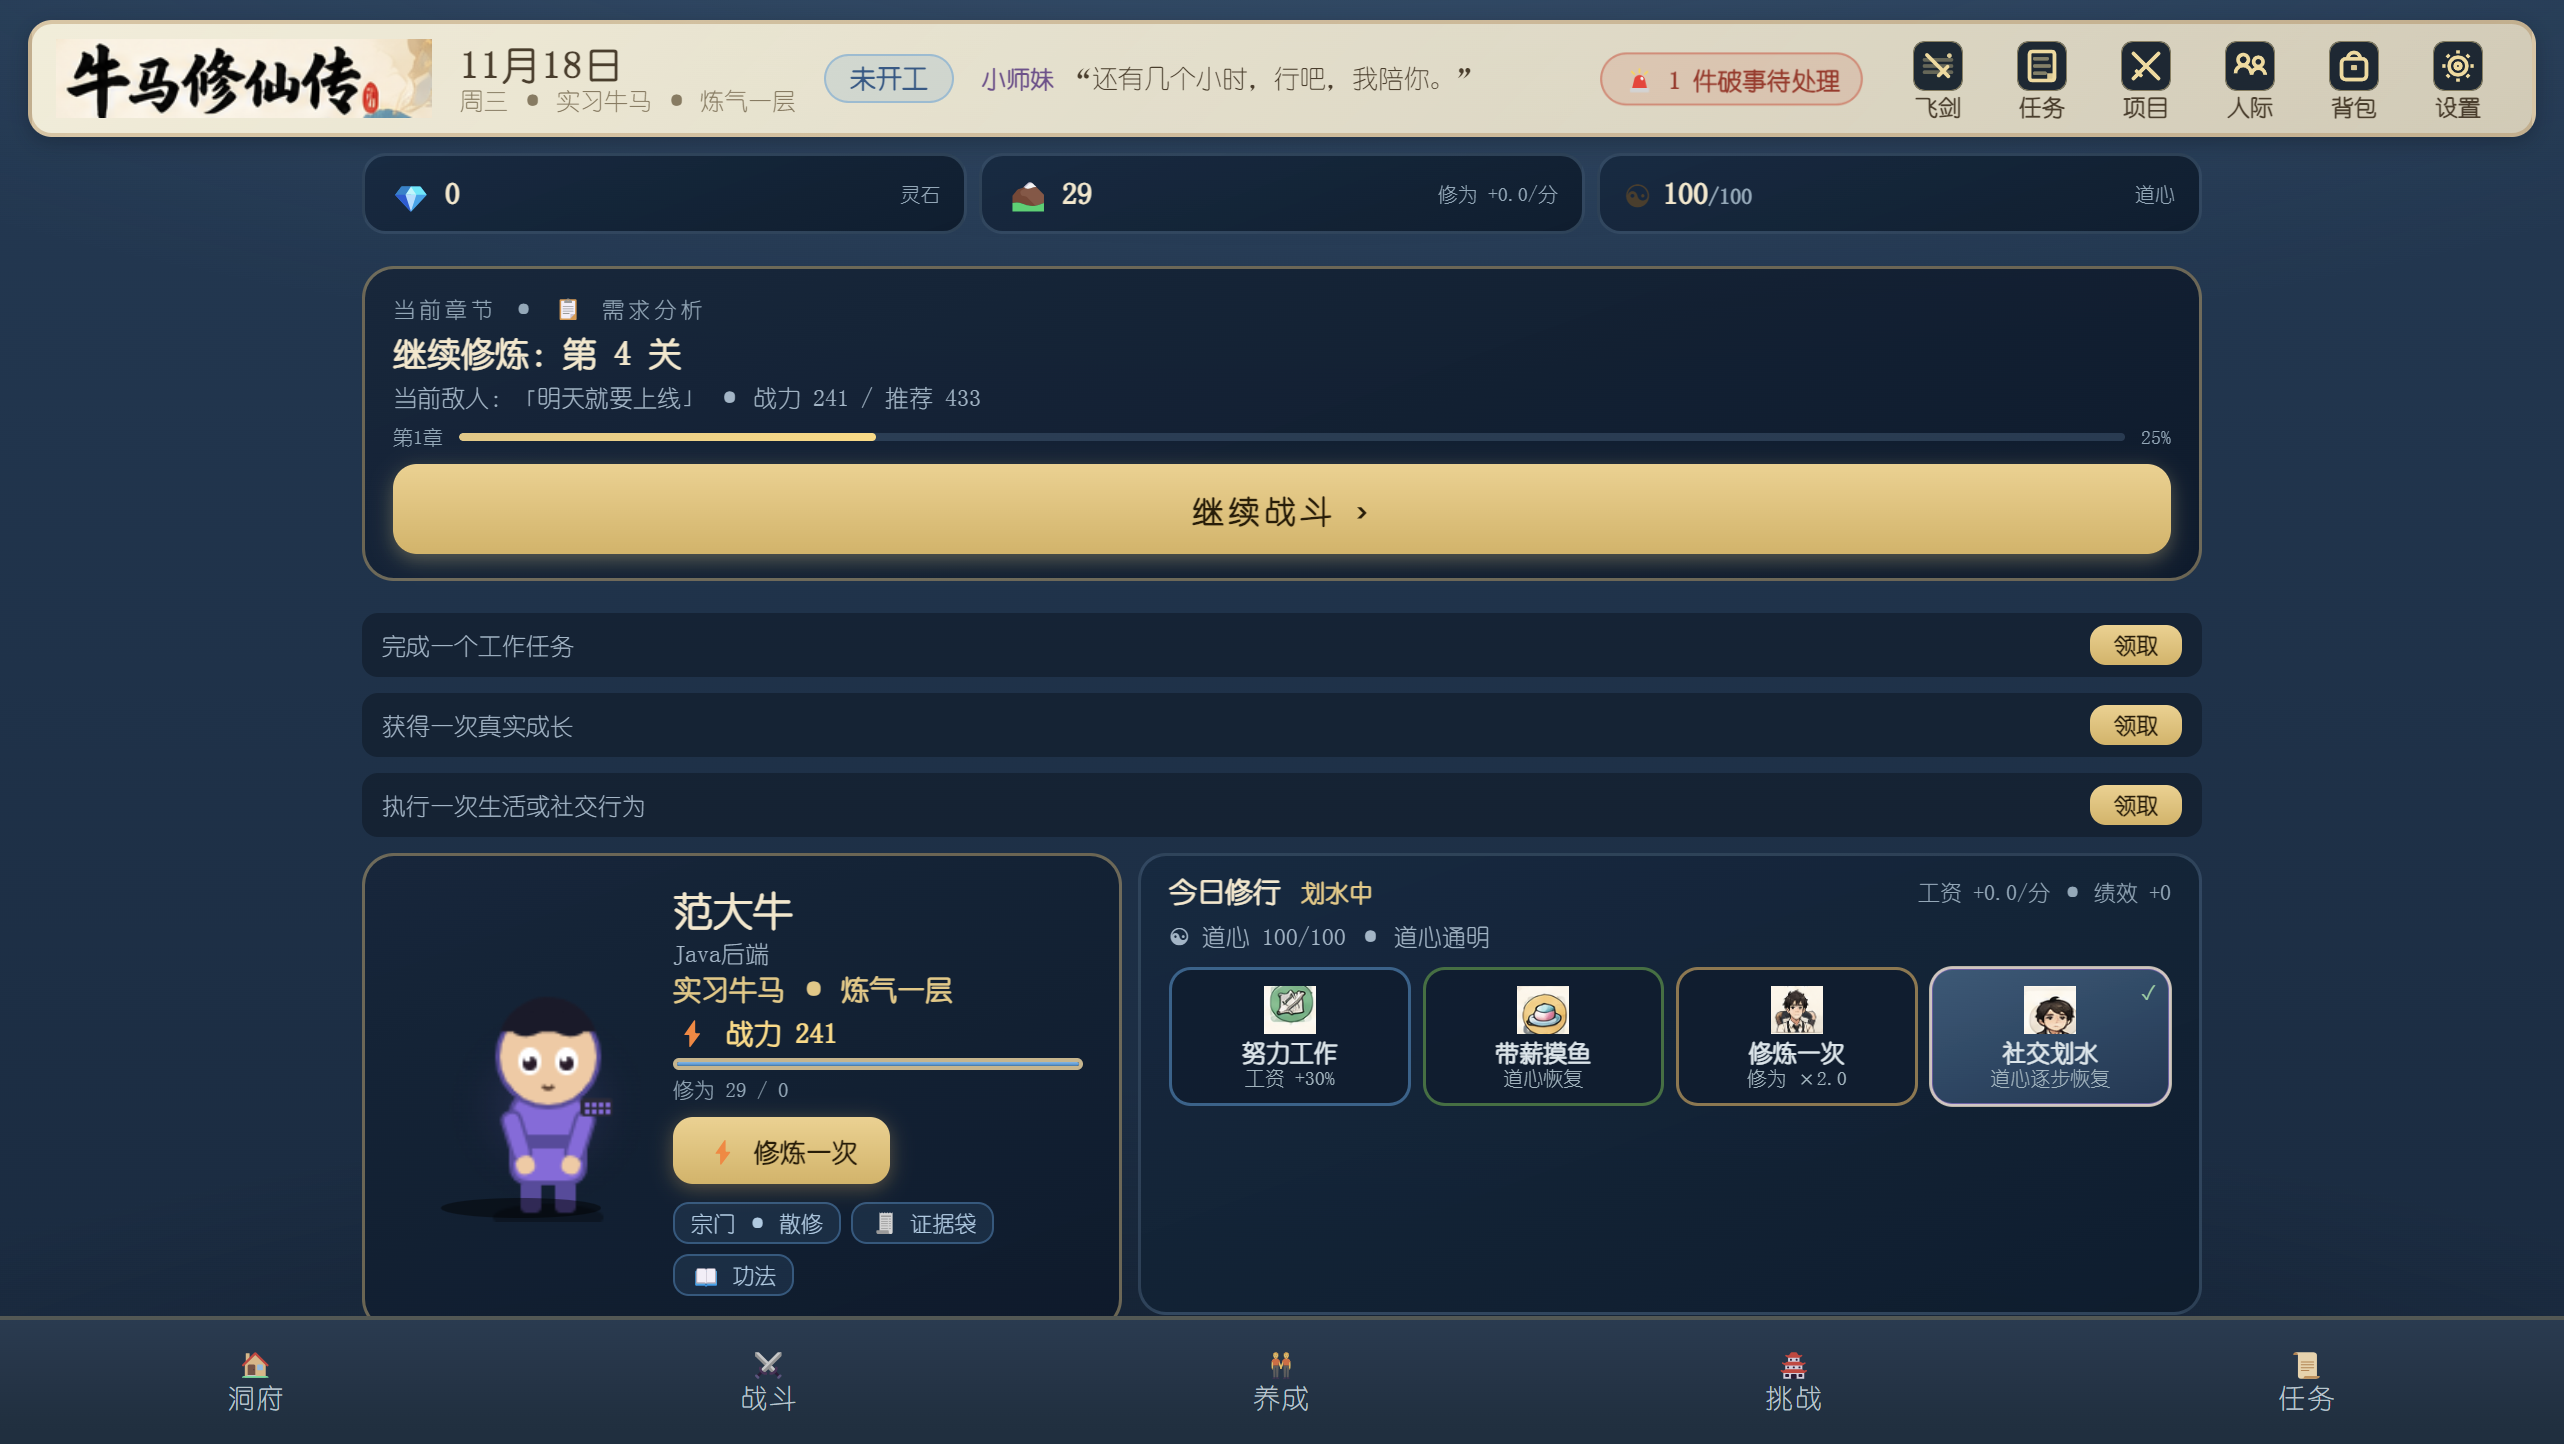 牛马修仙传
11月18日
周三 • 实习牛马 • 炼气一层
未开工
小师妹 “还有几个小时，行吧，我陪你。”
1 件破事待处理
飞剑
任务
项目
人际
背包
设置
0 灵石
29 修为 +0.0/分
100/100 道心
当前章节 • 需求分析
继续修炼：第 4 关
当前敌人：「明天就要上线」 • 战力 241 / 推荐 433
第1章 25%
继续战斗 ›
完成一个工作任务 领取
获得一次真实成长 领取
执行一次生活或社交行为 领取
范大牛
Java后端
实习牛马 • 炼气一层
战力 241
修为 29 / 0
修炼一次
宗门 • 散修
证据袋
功法
今日修行 划水中 工资 +0.0/分 • 绩效 +0
道心 100/100 • 道心通明
努力工作
工资 +30%
带薪摸鱼
道心恢复
修炼一次
修为 ×2.0
✓
社交划水
道心逐步恢复
洞府
战斗
养成
挑战
任务